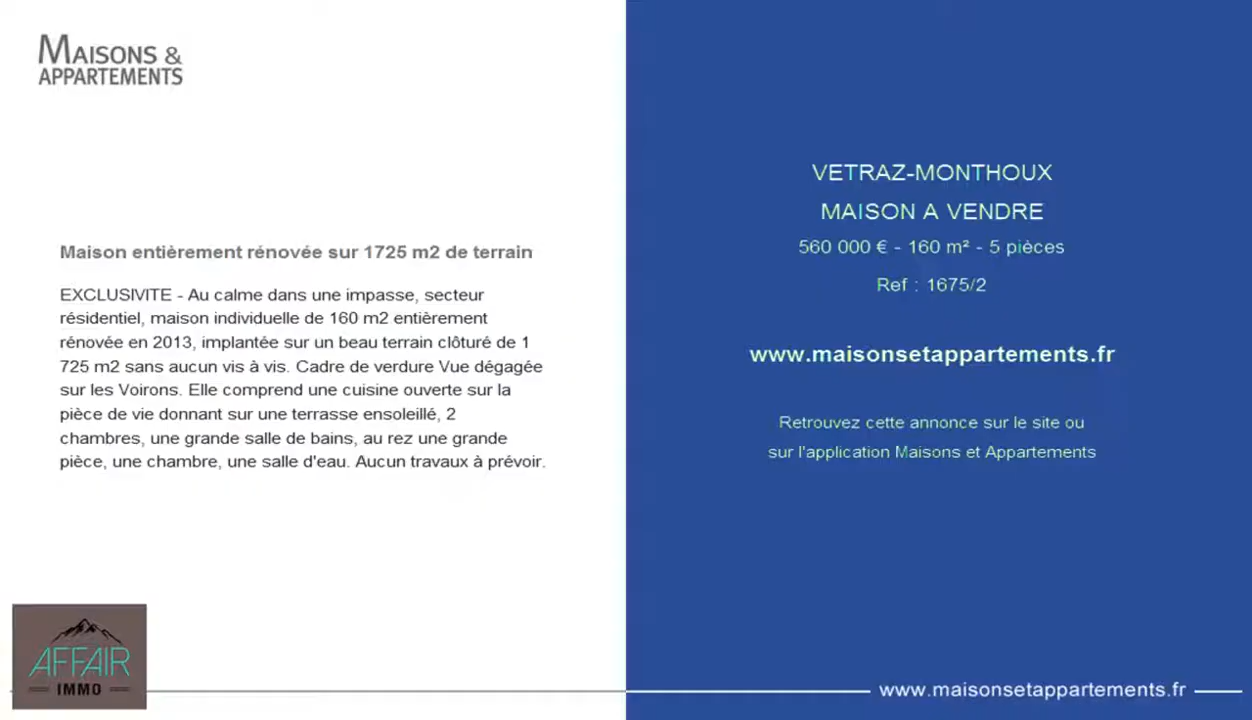 MAISONS &
APPARTEMENTS
Maison entièrement rénovée sur 1725 m2 de terrain
EXCLUSIVITE - Au calme dans une impasse, secteur
résidentiel, maison individuelle de 160 m2 entièrement
rénovée en 2013, implantée sur un beau terrain clôturé de 1
725 m2 sans aucun vis à vis. Cadre de verdure Vue dégagée
sur les Voirons. Elle comprend une cuisine ouverte sur la
pièce de vie donnant sur une terrasse ensoleillé, 2
chambres, une grande salle de bains, au rez une grande
pièce, une chambre, une salle d'eau. Aucun travaux à prévoir.
AFFAIR
IMMO
VETRAZ-MONTHOUX
MAISON A VENDRE
560 000 € - 160 m² - 5 pièces
Ref : 1675/2
www.maisonsetappartements.fr
Retrouvez cette annonce sur le site ou
sur l'application Maisons et Appartements
www.maisonsetappartements.fr